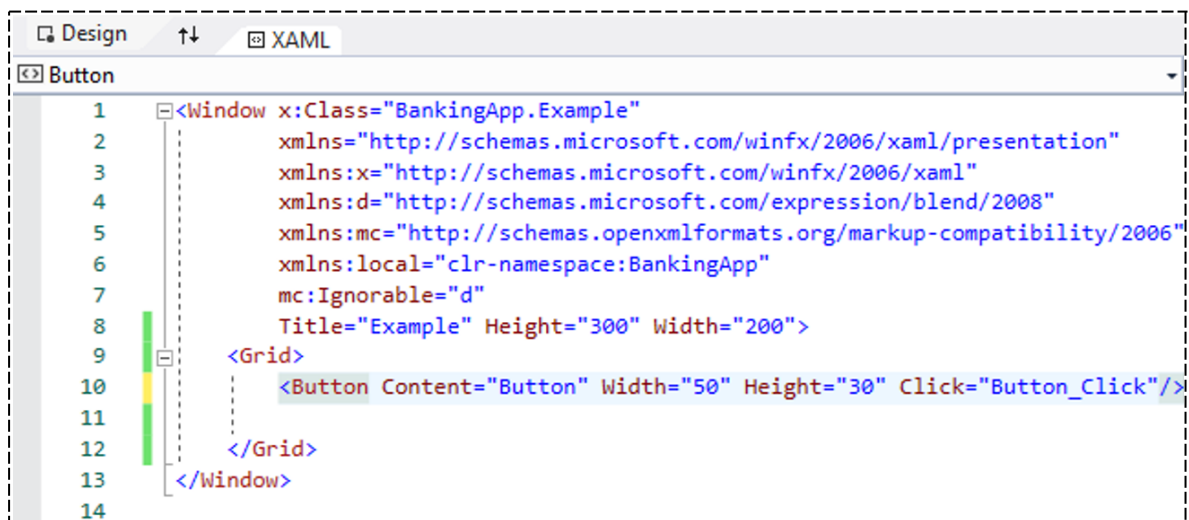 Design XAML
Button
1 <Window x:Class="BankingApp.Example"
2 xmlns="http://schemas.microsoft.com/winfx/2006/xaml/presentation"
3 xmlns:x="http://schemas.microsoft.com/winfx/2006/xaml"
4 xmlns:d="http://schemas.microsoft.com/expression/blend/2008"
5 xmlns:mc="http://schemas.openxmlformats.org/markup-compatibility/2006"
6 xmlns:local="clr-namespace:BankingApp"
7 mc:Ignorable="d"
8 Title="Example" Height="300" Width="200">
9 <Grid>
10 <Button Content="Button" Width="50" Height="30" Click="Button_Click"/>
11
12 </Grid>
13 </Window>
14